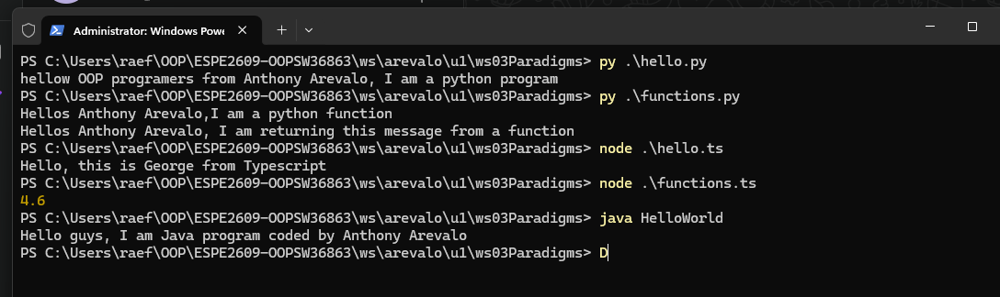 Administrator: Windows Powe
PS C:\Users\raef\OOP\ESPE2609-OOPSW36863\ws\arevalo\u1\ws03Paradigms> py .\hello.py
hellow OOP programers from Anthony Arevalo, I am a python program
PS C:\Users\raef\OOP\ESPE2609-OOPSW36863\ws\arevalo\u1\ws03Paradigms> py .\functions.py
Hellos Anthony Arevalo,I am a python function
Hellos Anthony Arevalo, I am returning this message from a function
PS C:\Users\raef\OOP\ESPE2609-OOPSW36863\ws\arevalo\u1\ws03Paradigms> node .\hello.ts
Hello, this is George from Typescript
PS C:\Users\raef\OOP\ESPE2609-OOPSW36863\ws\arevalo\u1\ws03Paradigms> node .\functions.ts
4.6
PS C:\Users\raef\OOP\ESPE2609-OOPSW36863\ws\arevalo\u1\ws03Paradigms> java HelloWorld
Hello guys, I am Java program coded by Anthony Arevalo
PS C:\Users\raef\OOP\ESPE2609-OOPSW36863\ws\arevalo\u1\ws03Paradigms> D